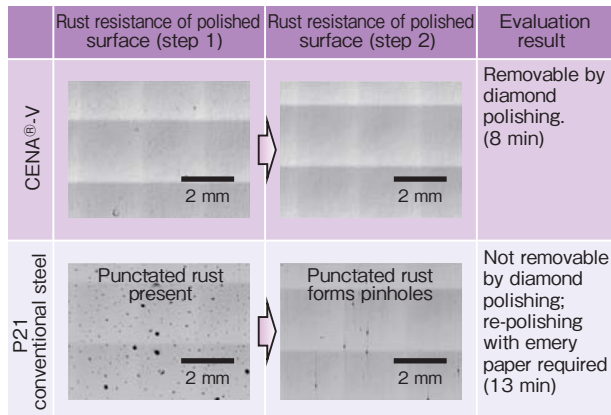 Rust resistance of polished
surface (step 1)
Rust resistance of polished
surface (step 2)
Evaluation
result
CENA®-V
2 mm
2 mm
Removable by
diamond
polishing.
(8 min)
P21
conventional steel
Punctated rust
present
2 mm
Punctated rust
forms pinholes
2 mm
Not removable
by diamond
polishing;
re-polishing
with emery
paper required
(13 min)